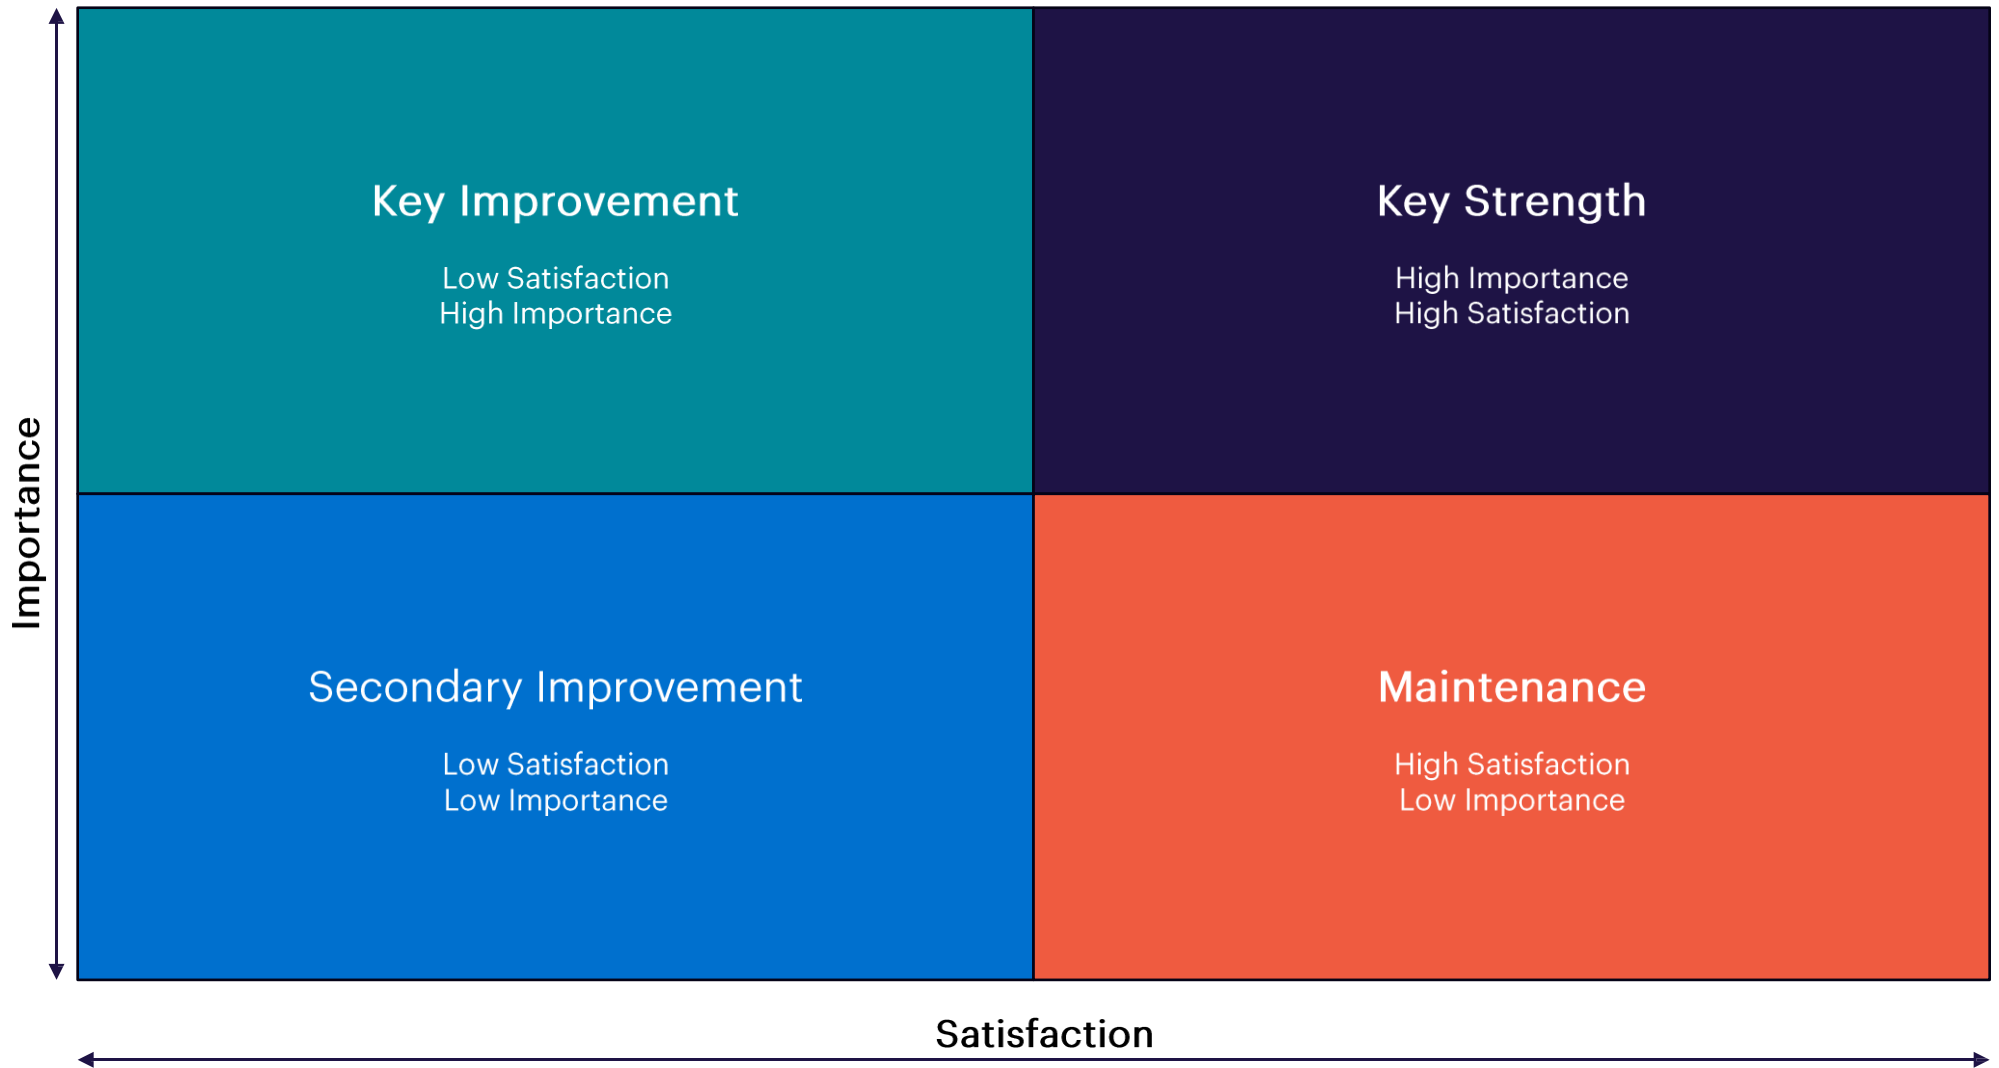 Key Improvement
Low Satisfaction
High Importance
Key Strength
High Importance
High Satisfaction
Importance
Secondary Improvement
Low Satisfaction
Low Importance
Maintenance
High Satisfaction
Low Importance
Satisfaction